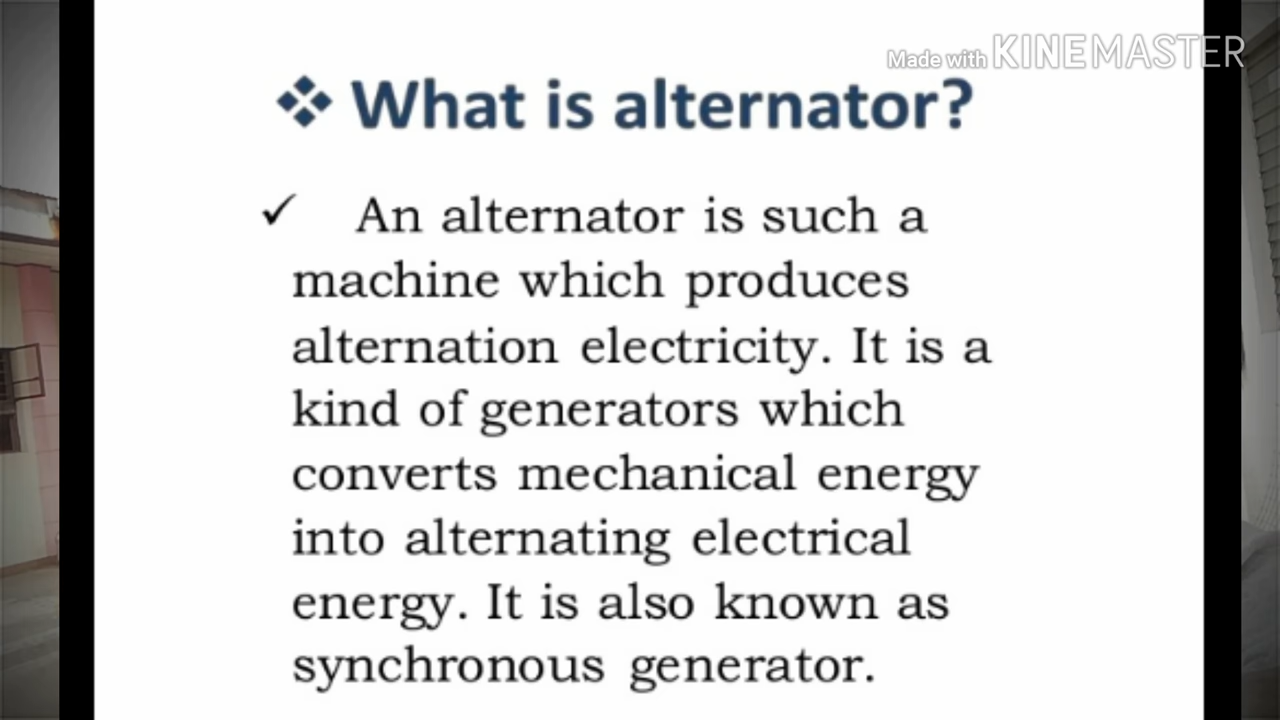 Made with KINEMASTER
❖ What is alternator?
✓ An alternator is such a
machine which produces
alternation electricity. It is a
kind of generators which
converts mechanical energy
into alternating electrical
energy. It is also known as
synchronous generator.